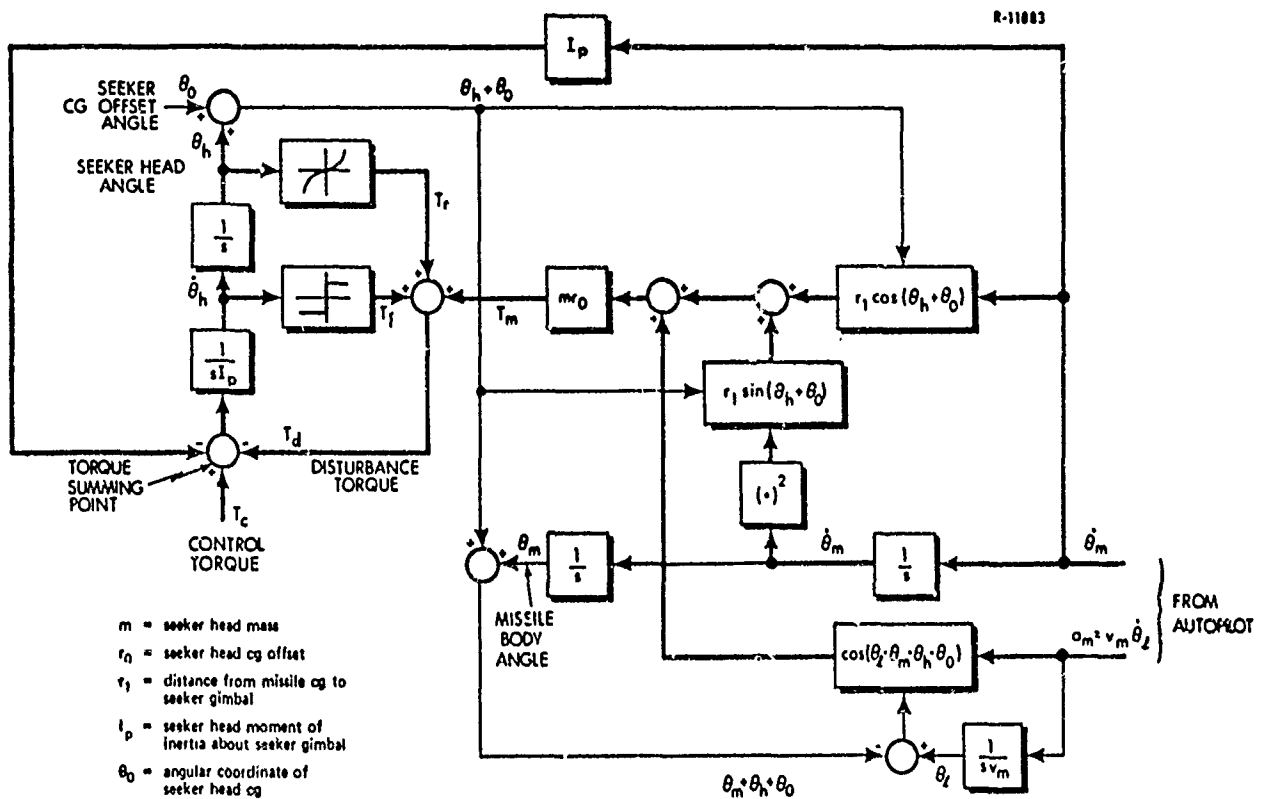 R-11883
I_p
SEEKER
CG OFFSET
ANGLE
θ_0
+
+
θ_h + θ_0
θ_h
SEEKER HEAD
ANGLE
T_r
1/s
θ̇_h
T_f
+
+
+
T_m
mr_0
+
+
+
+
r_1 cos(θ_h + θ_0)
1/sI_p
r_1 sin(θ_h + θ_0)
-
-
+
T_d
TORQUE
SUMMING
POINT
DISTURBANCE
TORQUE
(•)²
T_c
CONTROL
TORQUE
+
+
θ_m
1/s
θ̇_m
1/s
θ̇_m
MISSILE
BODY
ANGLE
FROM
AUTOPILOT
a_m = v_m θ̇_ℓ
cos(θ_ℓ-θ_m-θ_h-θ_0)
-
+
θ_ℓ
1/sv_m
θ_m + θ_h + θ_0
m = seeker head mass
r_0 = seeker head cg offset
r_1 = distance from missile cg to
seeker gimbal
I_p = seeker head moment of
inertia about seeker gimbal
θ_0 = angular coordinate of
seeker head cg